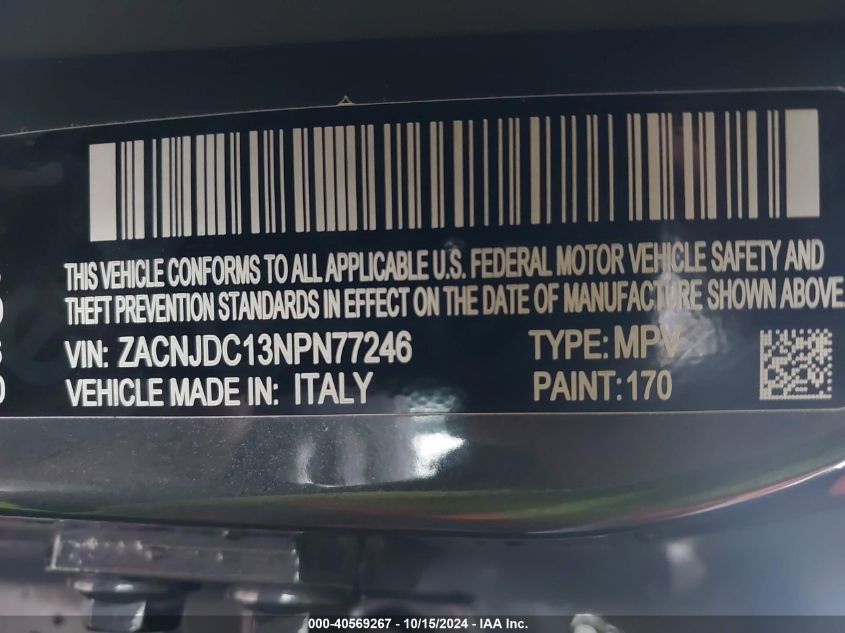 THIS VEHICLE CONFORMS TO ALL APPLICABLE U.S. FEDERAL MOTOR VEHICLE SAFETY AND
THEFT PREVENTION STANDARDS IN EFFECT ON THE DATE OF MANUFACTURE SHOWN ABOVE.
VIN: ZACNJDC13NPN77246 TYPE: MPV
VEHICLE MADE IN: ITALY PAINT: 170
000-40569267 - 10/15/2024 - IAA Inc.